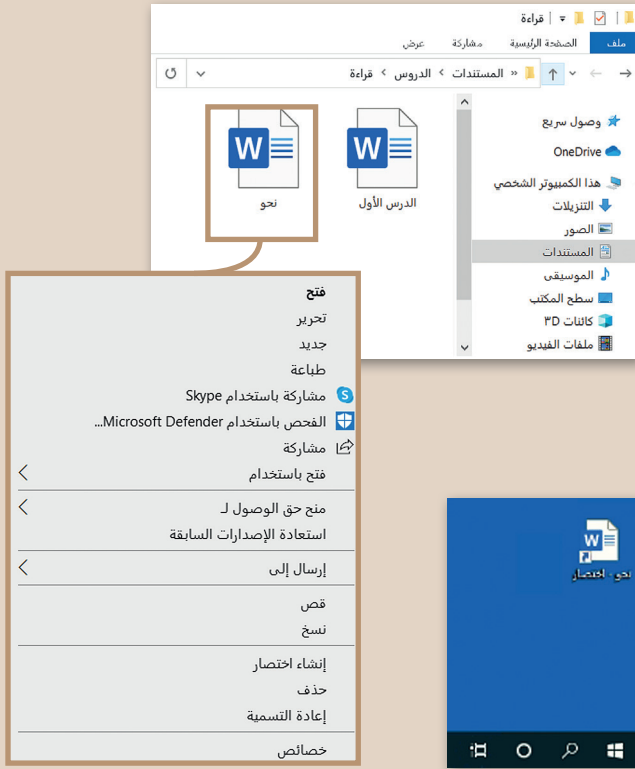 قراءة
ملف الصفحة الرئيسية مشاركة عرض
« المستندات › الدروس › قراءة
وصول سريع
OneDrive
هذا الكمبيوتر الشخصي
التنزيلات
الصور
المستندات
الموسيقى
سطح المكتب
كائنات 3D
ملفات الفيديو
W
الدرس الأول
W
نحو
فتح
تحرير
جديد
طباعة
S مشاركة باستخدام Skype
الفحص باستخدام Microsoft Defender...
مشاركة
فتح باستخدام
منح حق الوصول لـ
استعادة الإصدارات السابقة
إرسال إلى
قص
نسخ
إنشاء اختصار
حذف
إعادة التسمية
خصائص
W
نحو - اختصار